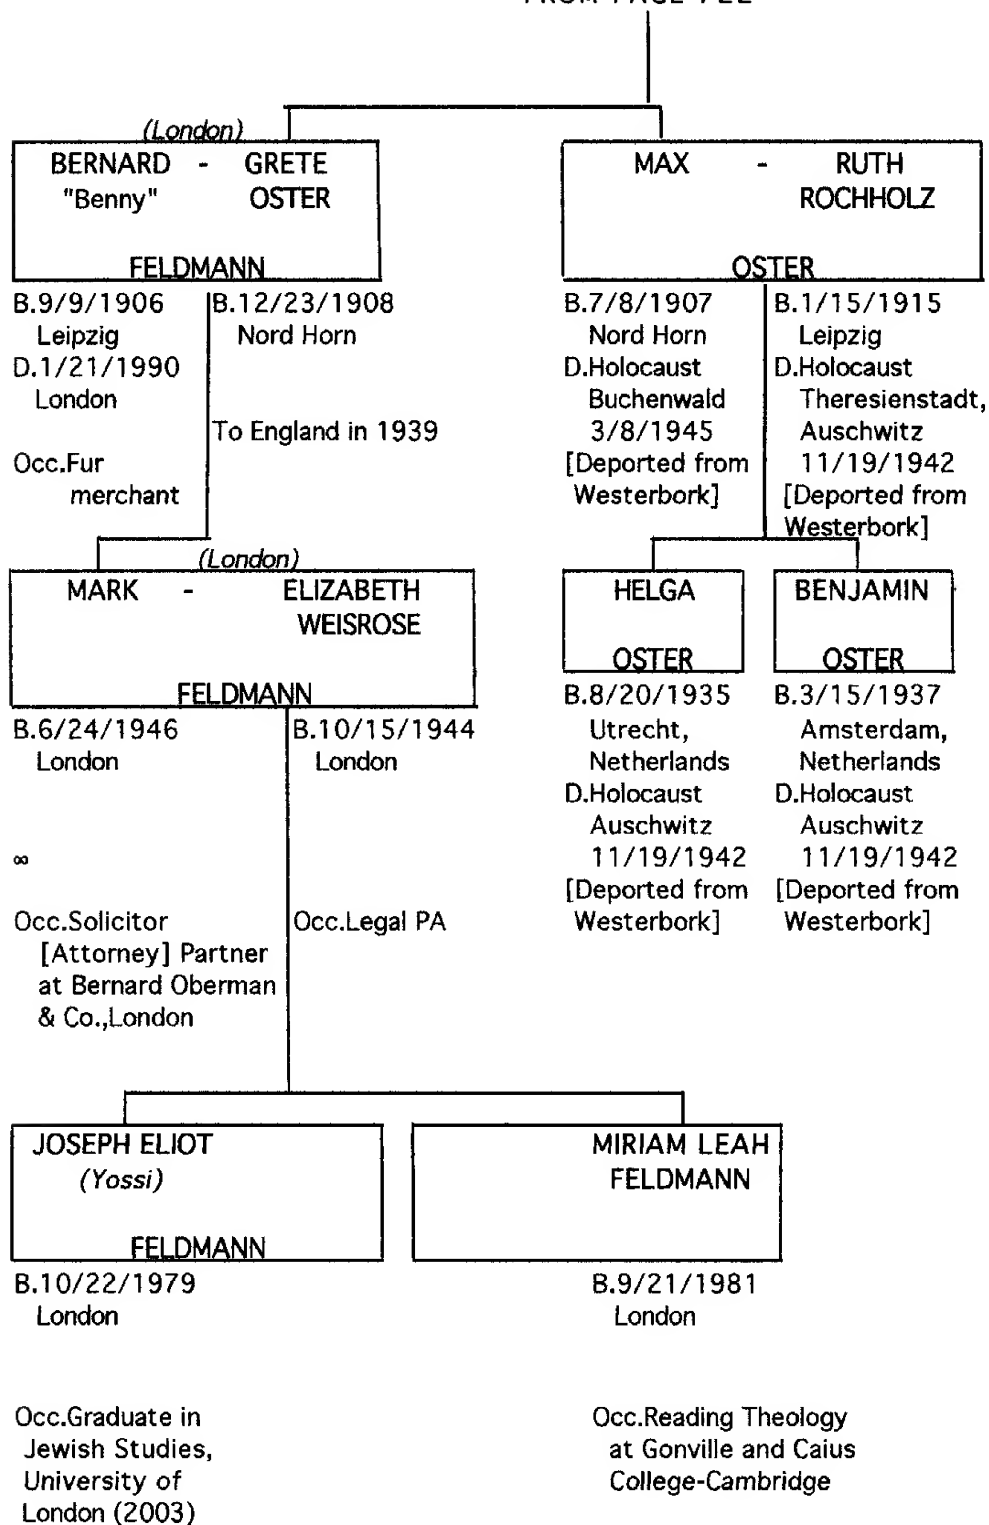 (London)
BERNARD - GRETE
"Benny" OSTER
FELDMANN
B.9/9/1906
Leipzig
D.1/21/1990
London
Occ.Fur
merchant
B.12/23/1908
Nord Horn
To England in 1939
MAX - RUTH
ROCHHOLZ
OSTER
B.7/8/1907
Nord Horn
D.Holocaust
Buchenwald
3/8/1945
[Deported from
Westerbork]
B.1/15/1915
Leipzig
D.Holocaust
Theresienstadt,
Auschwitz
11/19/1942
[Deported from
Westerbork]
(London)
MARK - ELIZABETH
WEISROSE
FELDMANN
B.6/24/1946
London
∞
Occ.Solicitor
[Attorney] Partner
at Bernard Oberman
& Co.,London
B.10/15/1944
London
Occ.Legal PA
HELGA
OSTER
B.8/20/1935
Utrecht,
Netherlands
D.Holocaust
Auschwitz
11/19/1942
[Deported from
Westerbork]
BENJAMIN
OSTER
B.3/15/1937
Amsterdam,
Netherlands
D.Holocaust
Auschwitz
11/19/1942
[Deported from
Westerbork]
JOSEPH ELIOT
(Yossi)
FELDMANN
B.10/22/1979
London
Occ.Graduate in
Jewish Studies,
University of
London (2003)
MIRIAM LEAH
FELDMANN
B.9/21/1981
London
Occ.Reading Theology
at Gonville and Caius
College-Cambridge